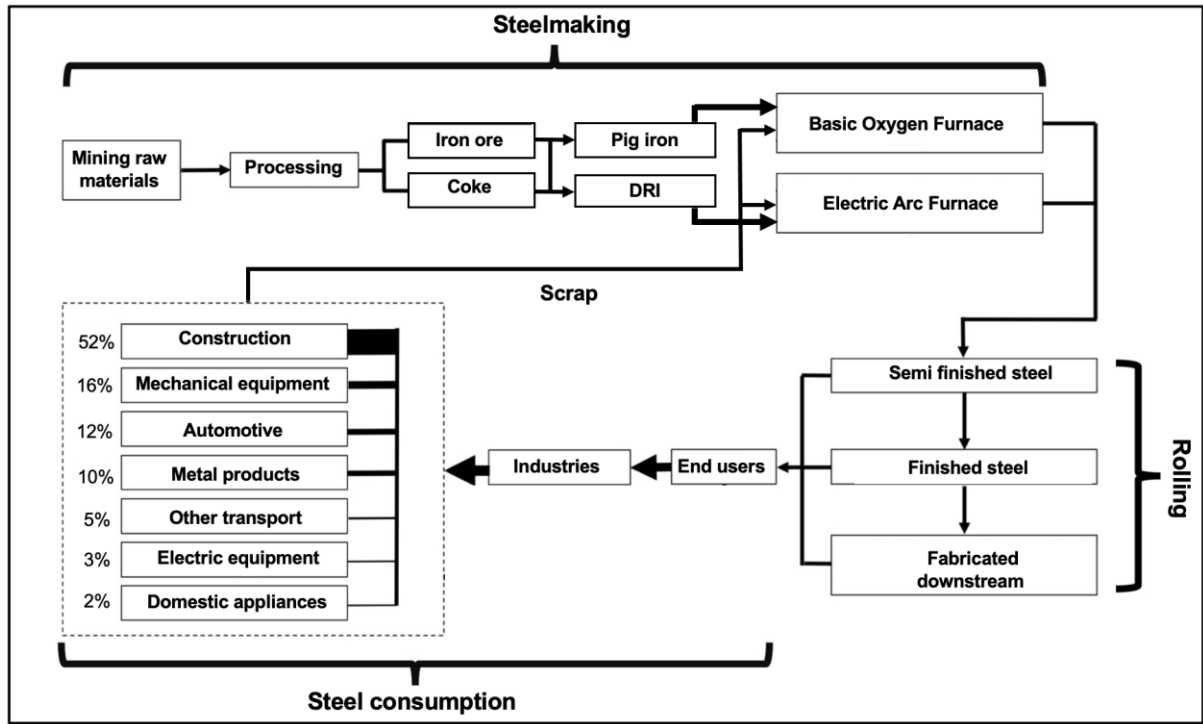 Steelmaking
Mining raw
materials
Processing
Iron ore
Coke
Pig iron
DRI
Basic Oxygen Furnace
Electric Arc Furnace
Scrap
52% Construction
16% Mechanical equipment
12% Automotive
10% Metal products
5% Other transport
3% Electric equipment
2% Domestic appliances
Industries
End users
Semi finished steel
Finished steel
Fabricated
downstream
Rolling
Steel consumption